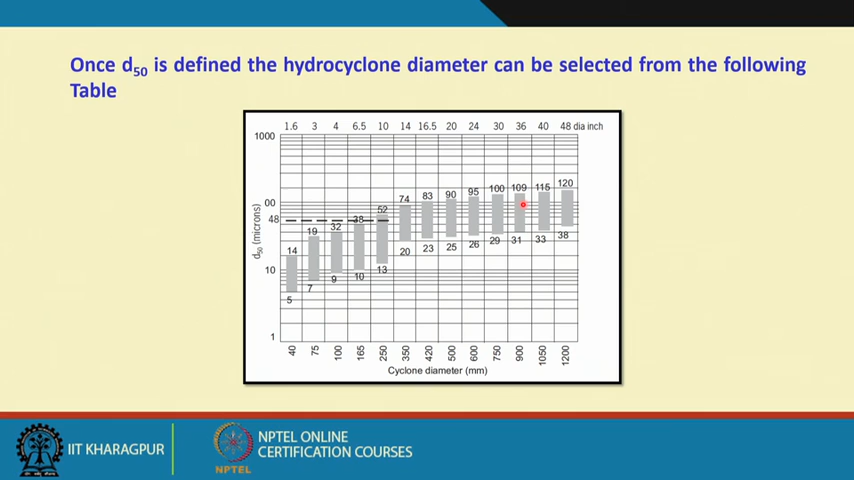 Once d50 is defined the hydrocyclone diameter can be selected from the following
Table
1.6 3 4 6.5 10 14 16.5 20 24 30 36 40 48 dia inch
1000
00
48
10
1
d50 (microns)
14 19 32 38 52 74 83 90 95 100 109 115 120
5 7 9 10 13 20 23 25 26 29 31 33 38
40 75 100 165 250 350 420 500 600 750 900 1050 1200
Cyclone diameter (mm)
IIT KHARAGPUR
NPTEL
NPTEL ONLINE
CERTIFICATION COURSES